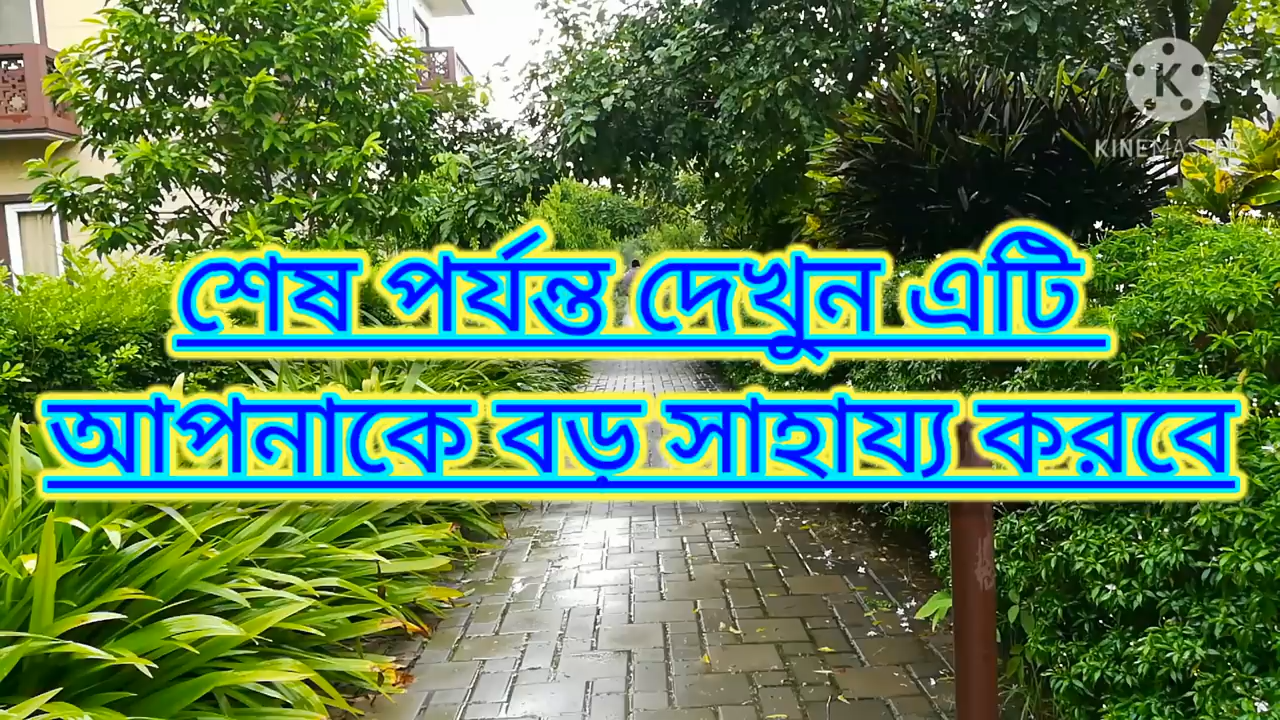 KINEMASTER
শেষ পর্যন্ত দেখুন এটি
আপনাকে বড় সাহায্য করবে